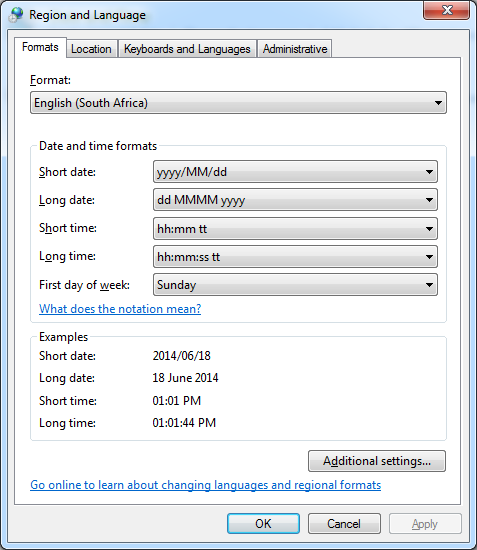 Region and Language
Formats Location Keyboards and Languages Administrative
Format:
English (South Africa)
Date and time formats
Short date: yyyy/MM/dd
Long date: dd MMMM yyyy
Short time: hh:mm tt
Long time: hh:mm:ss tt
First day of week: Sunday
What does the notation mean?
Examples
Short date: 2014/06/18
Long date: 18 June 2014
Short time: 01:01 PM
Long time: 01:01:44 PM
Additional settings...
Go online to learn about changing languages and regional formats
OK Cancel Apply